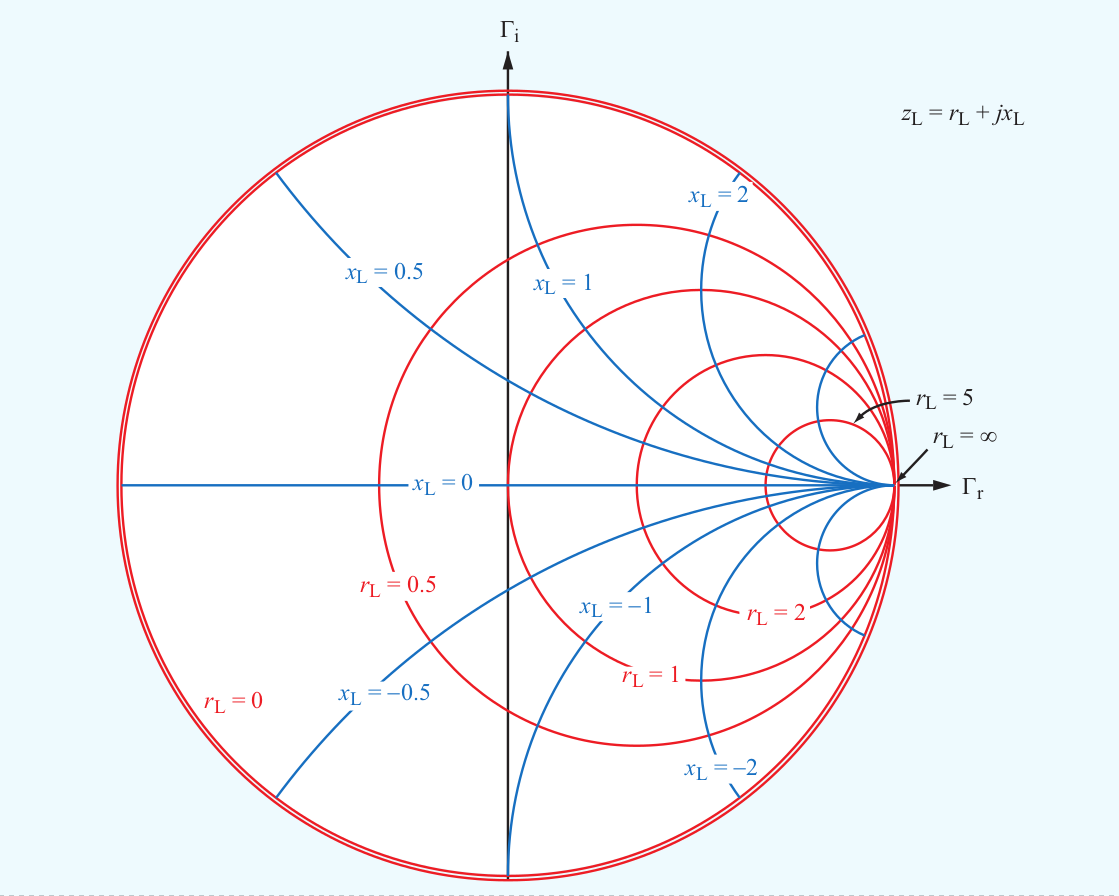 Γi
zL = rL + jxL
xL = 2
xL = 0.5
xL = 1
rL = 5
rL = ∞
xL = 0
Γr
rL = 0.5
xL = –1
rL = 2
rL = 1
xL = –0.5
rL = 0
xL = –2